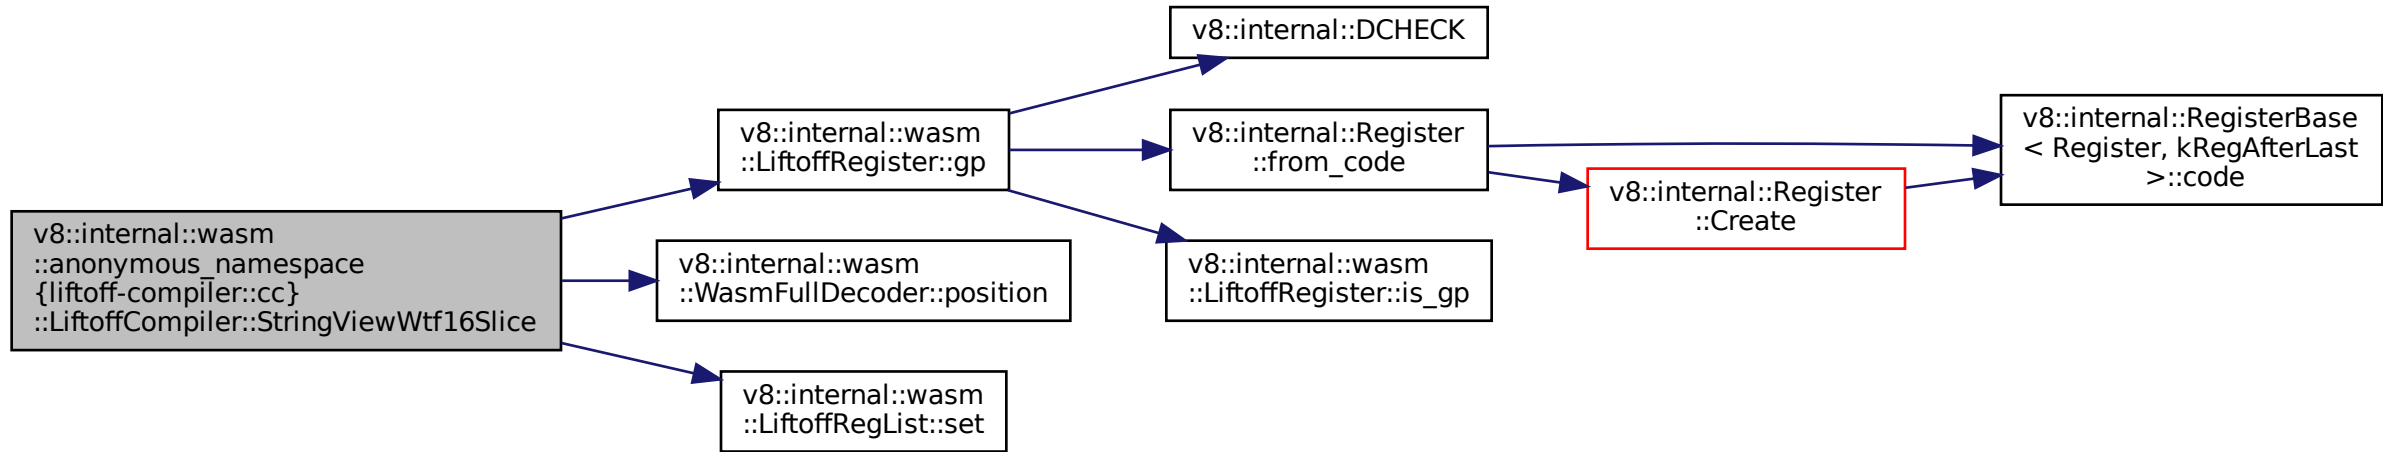 v8::internal::wasm
::anonymous_namespace
{liftoff-compiler::cc}
::LiftoffCompiler::StringViewWtf16Slice
v8::internal::wasm
::LiftoffRegister::gp
v8::internal::wasm
::WasmFullDecoder::position
v8::internal::wasm
::LiftoffRegList::set
v8::internal::DCHECK
v8::internal::Register
::from_code
v8::internal::wasm
::LiftoffRegister::is_gp
v8::internal::Register
::Create
v8::internal::RegisterBase
< Register, kRegAfterLast
>::code